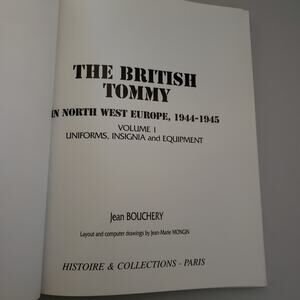 THE BRITISH
TOMMY
IN NORTH WEST EUROPE, 1944-1945
VOLUME I
UNIFORMS, INSIGNIA and EQUIPMENT
Jean BOUCHERY
Layout and computer drawings by Jean-Marie MONGIN
HISTOIRE & COLLECTIONS - PARIS